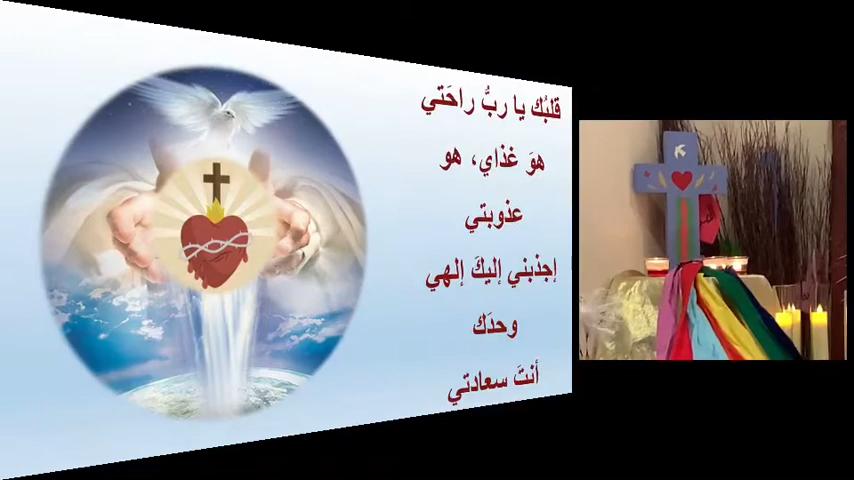 قلبُك يا ربُّ راحَتي
هوَ غذاي، هو
عذوبتي
إجذبني إليكَ إلهي
وحدَك
أنتَ سعادتي